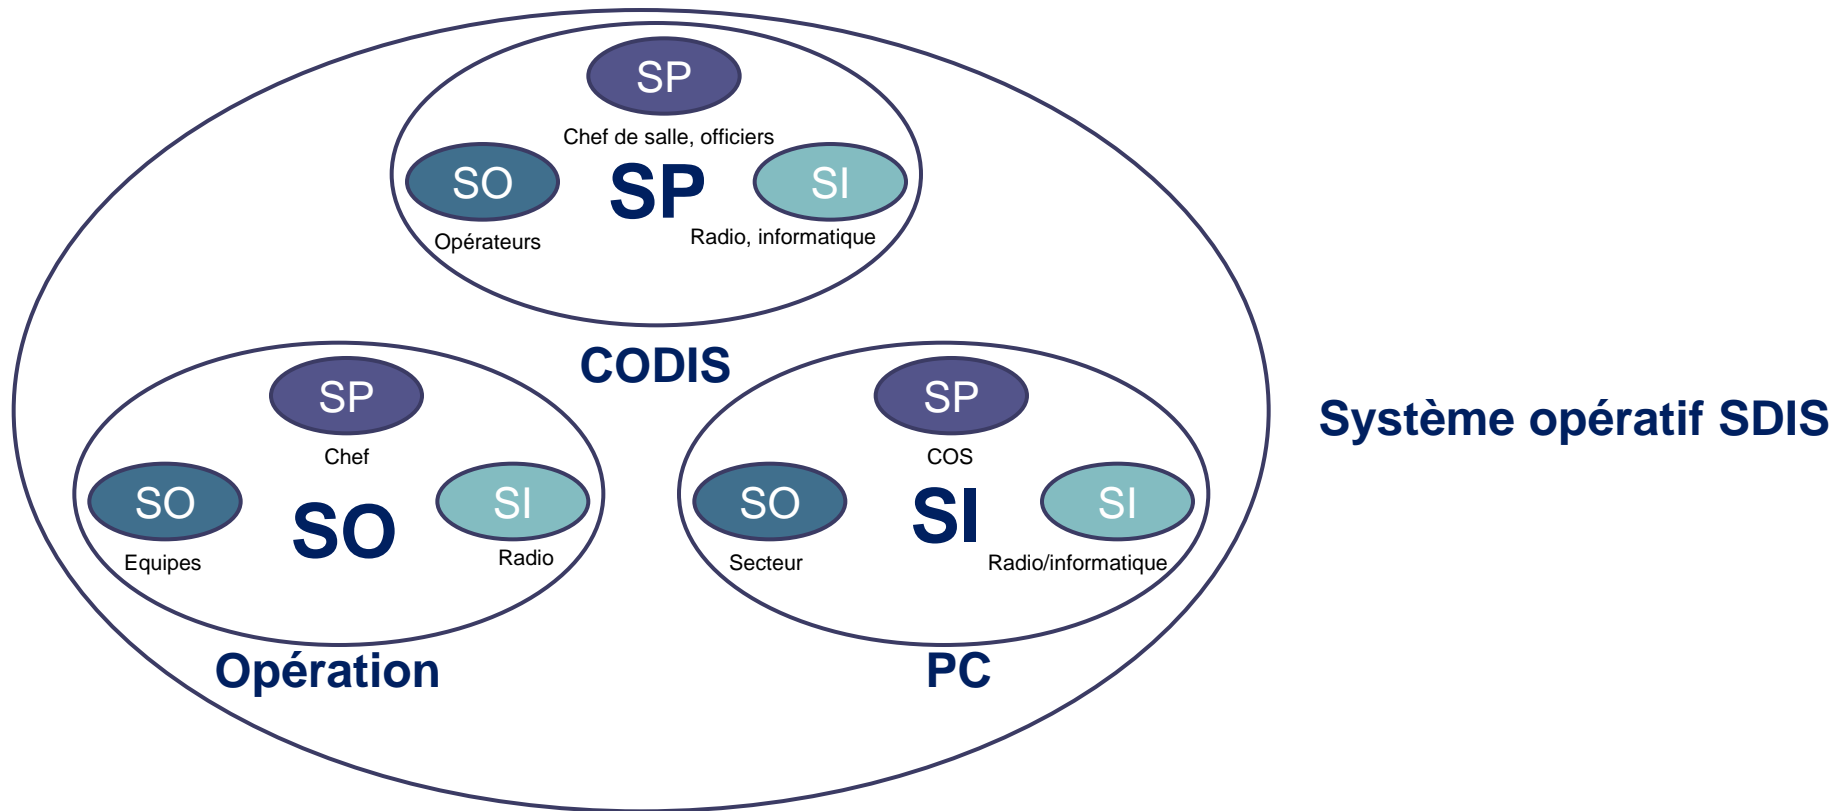 SP
Chef de salle, officiers
SO
SP
SI
Opérateurs
Radio, informatique
CODIS
SP
Chef
SO
SO
SI
Equipes
Radio
Opération
SP
COS
SO
SI
SI
Secteur
Radio/informatique
PC
Système opératif SDIS